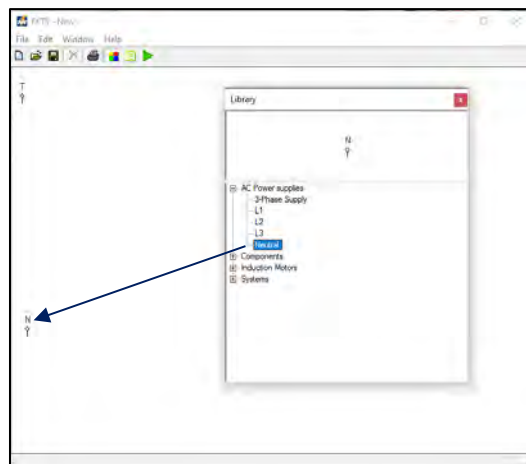 File Edit Window Help
T
Library
N
AC Power supplies
3-Phase Supply
L1
L2
L3
Neutral
Components
Induction Motors
Systems
N